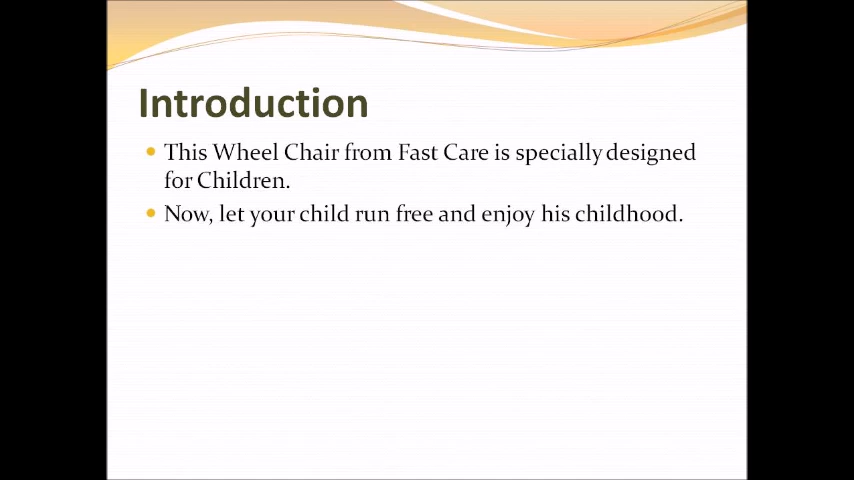 Introduction
This Wheel Chair from Fast Care is specially designed
for Children.
Now, let your child run free and enjoy his childhood.